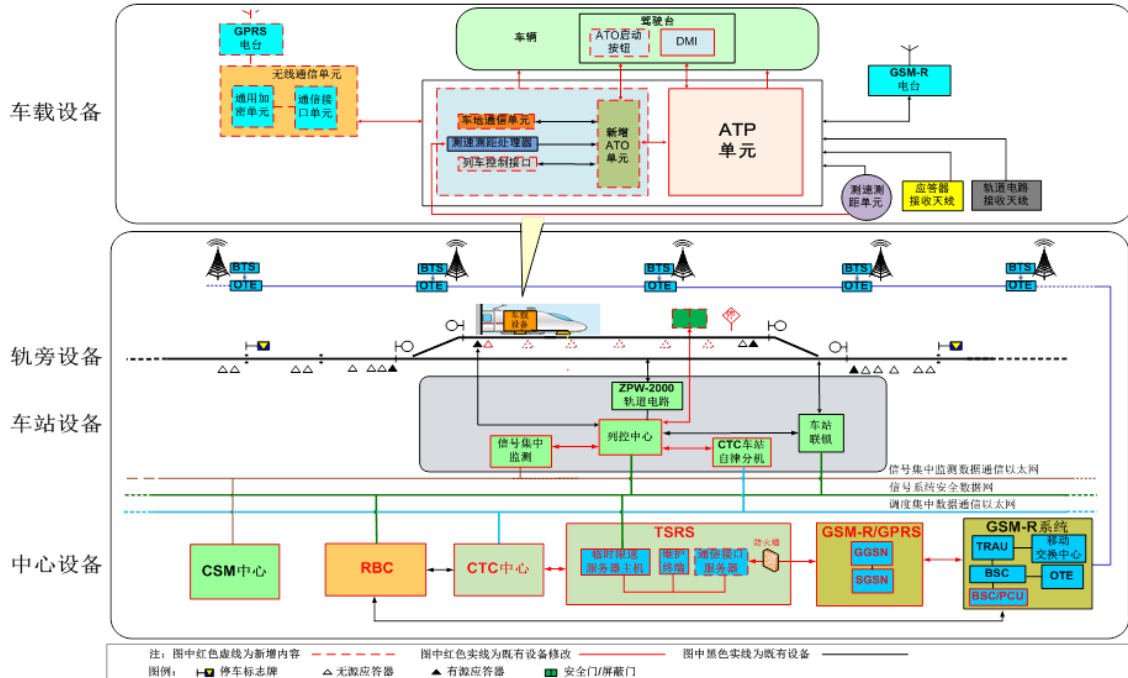 车载设备
GPRS
电台
无线通信单元
通用加
密单元
通信接
口单元
车辆
驾驶台
ATO启动
按钮
DMI
车地通信单元
测速测距处理器
列车控制接口
新增
ATO
单元
ATP
单元
GSM-R
电台
测速测
距单元
应答器
接收天线
轨道电路
接收天线
BTS
OTE
BTS
OTE
BTS
OTE
BTS
OTE
BTS
OTE
轨旁设备
车载
设备
停
车站设备
ZPW-2000
轨道电路
列控中心
信号集中
监测
CTC车站
自律分机
车站
联锁
信号集中监测数据通信以太网
信号系统安全数据网
调度集中数据通信以太网
中心设备
CSM中心
RBC
CTC中心
TSRS
临时限速
服务器主机
维护
终端
通信接口
服务器
防火墙
GSM-R/GPRS
GGSN
SGSN
GSM-R系统
TRAU
移动
交换中心
BSC
OTE
BSC/PCU
注：图中红色虚线为新增内容
图中红色实线为既有设备修改
图中黑色实线为既有设备
图例：
停车标志牌
无源应答器
有源应答器
安全门/屏蔽门